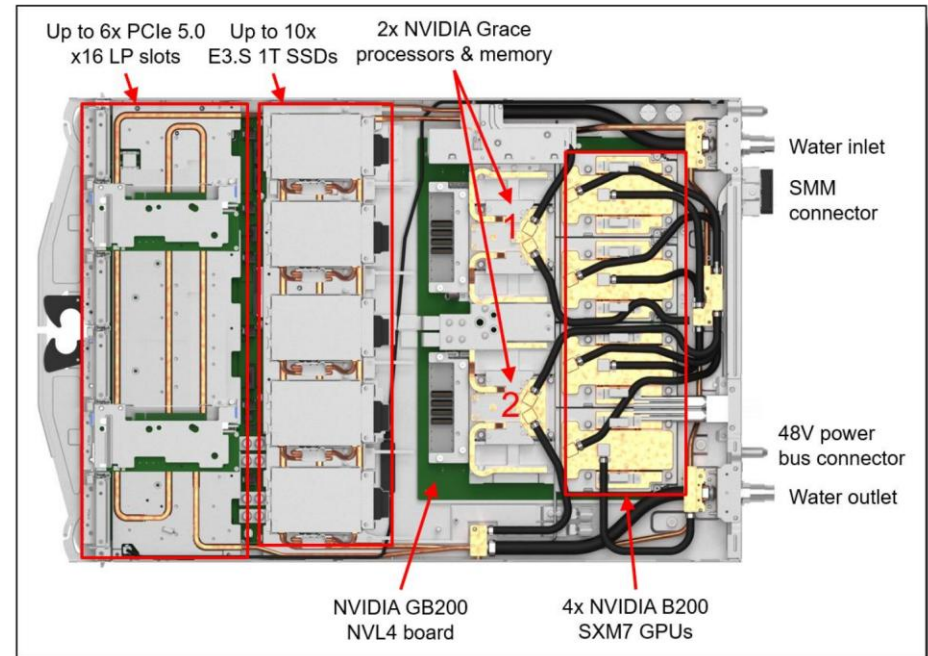 Up to 6x PCIe 5.0
x16 LP slots
Up to 10x
E3.S 1T SSDs
2x NVIDIA Grace
processors & memory
Water inlet
SMM
connector
1
2
48V power
bus connector
Water outlet
NVIDIA GB200
NVL4 board
4x NVIDIA B200
SXM7 GPUs